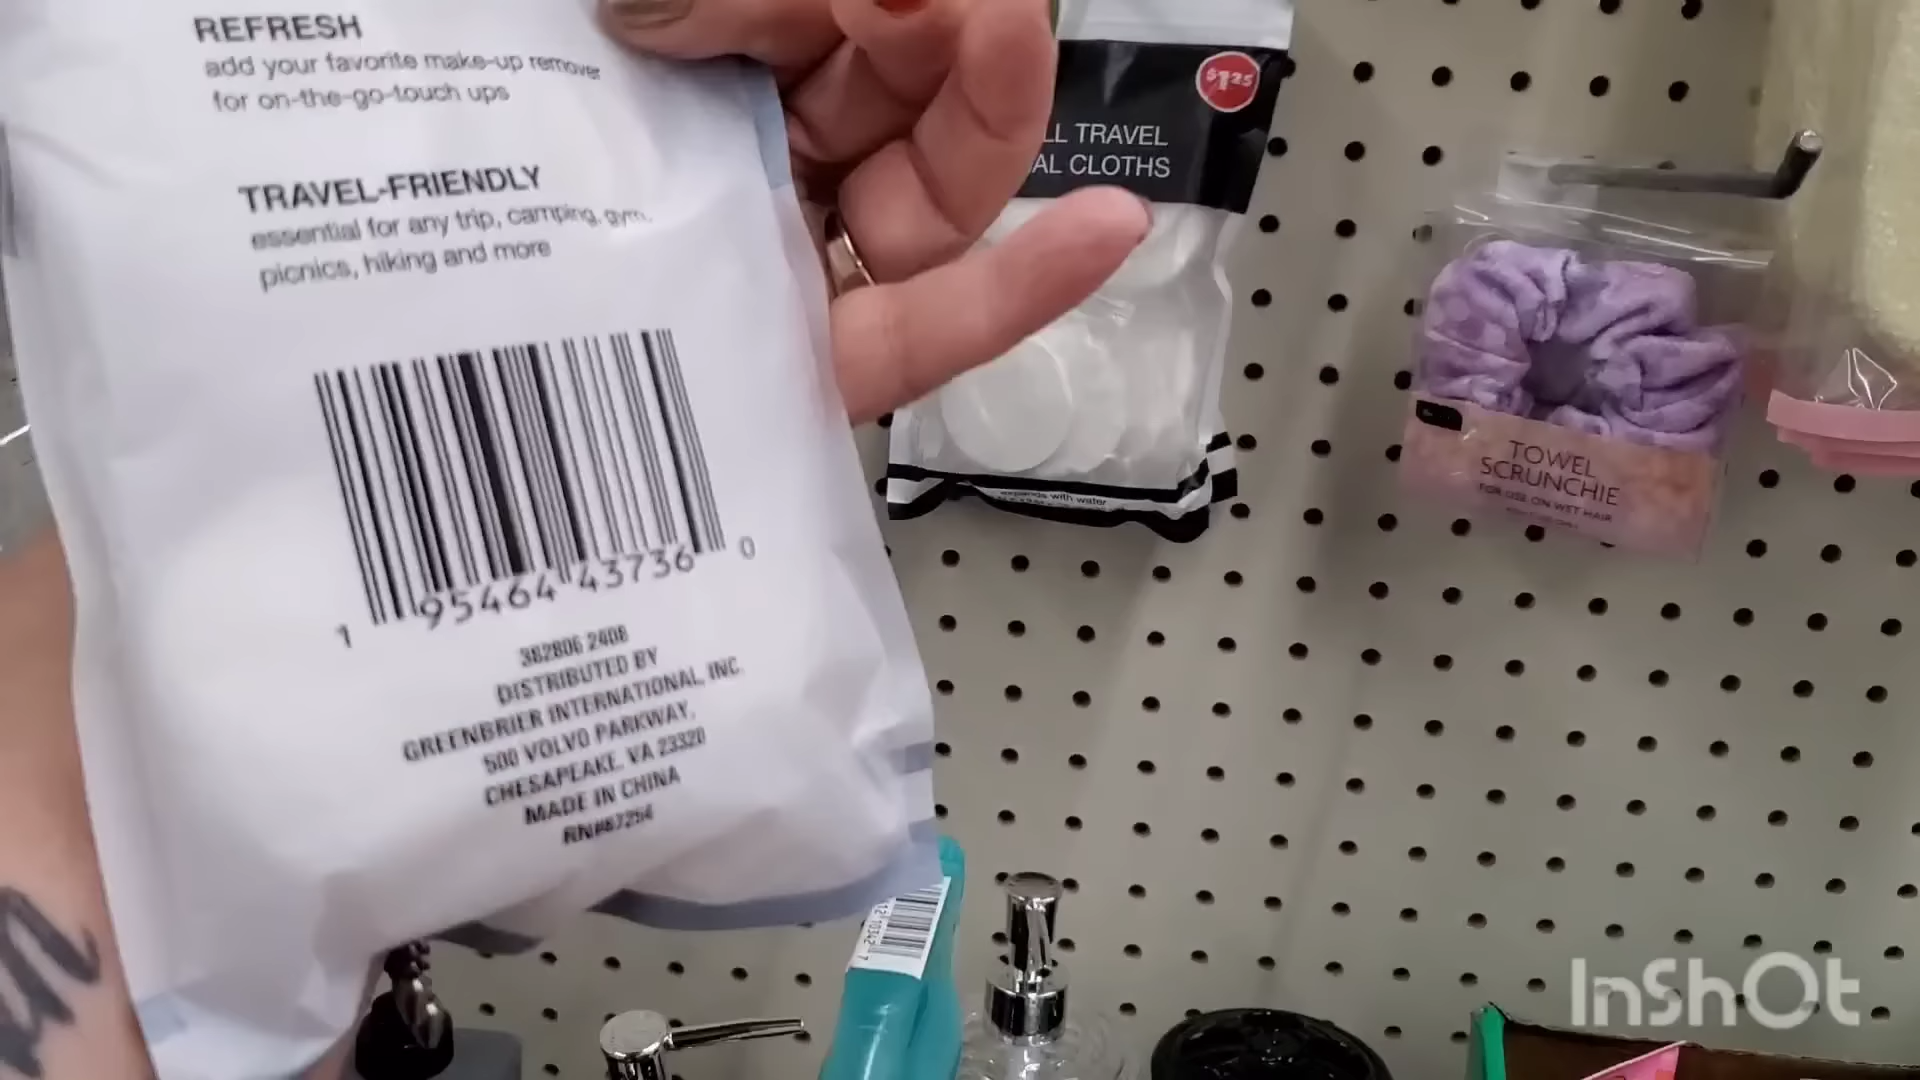 REFRESH
add your favorite make-up remover
for on-the-go-touch ups
TRAVEL-FRIENDLY
essential for any trip, camping, gym,
picnics, hiking and more
1 95464 43736 0
382806 2408
DISTRIBUTED BY
GREENBRIER INTERNATIONAL, INC.
500 VOLVO PARKWAY,
CHESAPEAKE, VA 23320
MADE IN CHINA
RN#67254
$1.25
LL TRAVEL
AL CLOTHS
expands with water
TOWEL
SCRUNCHIE
FOR USE ON WET HAIR
InShOt